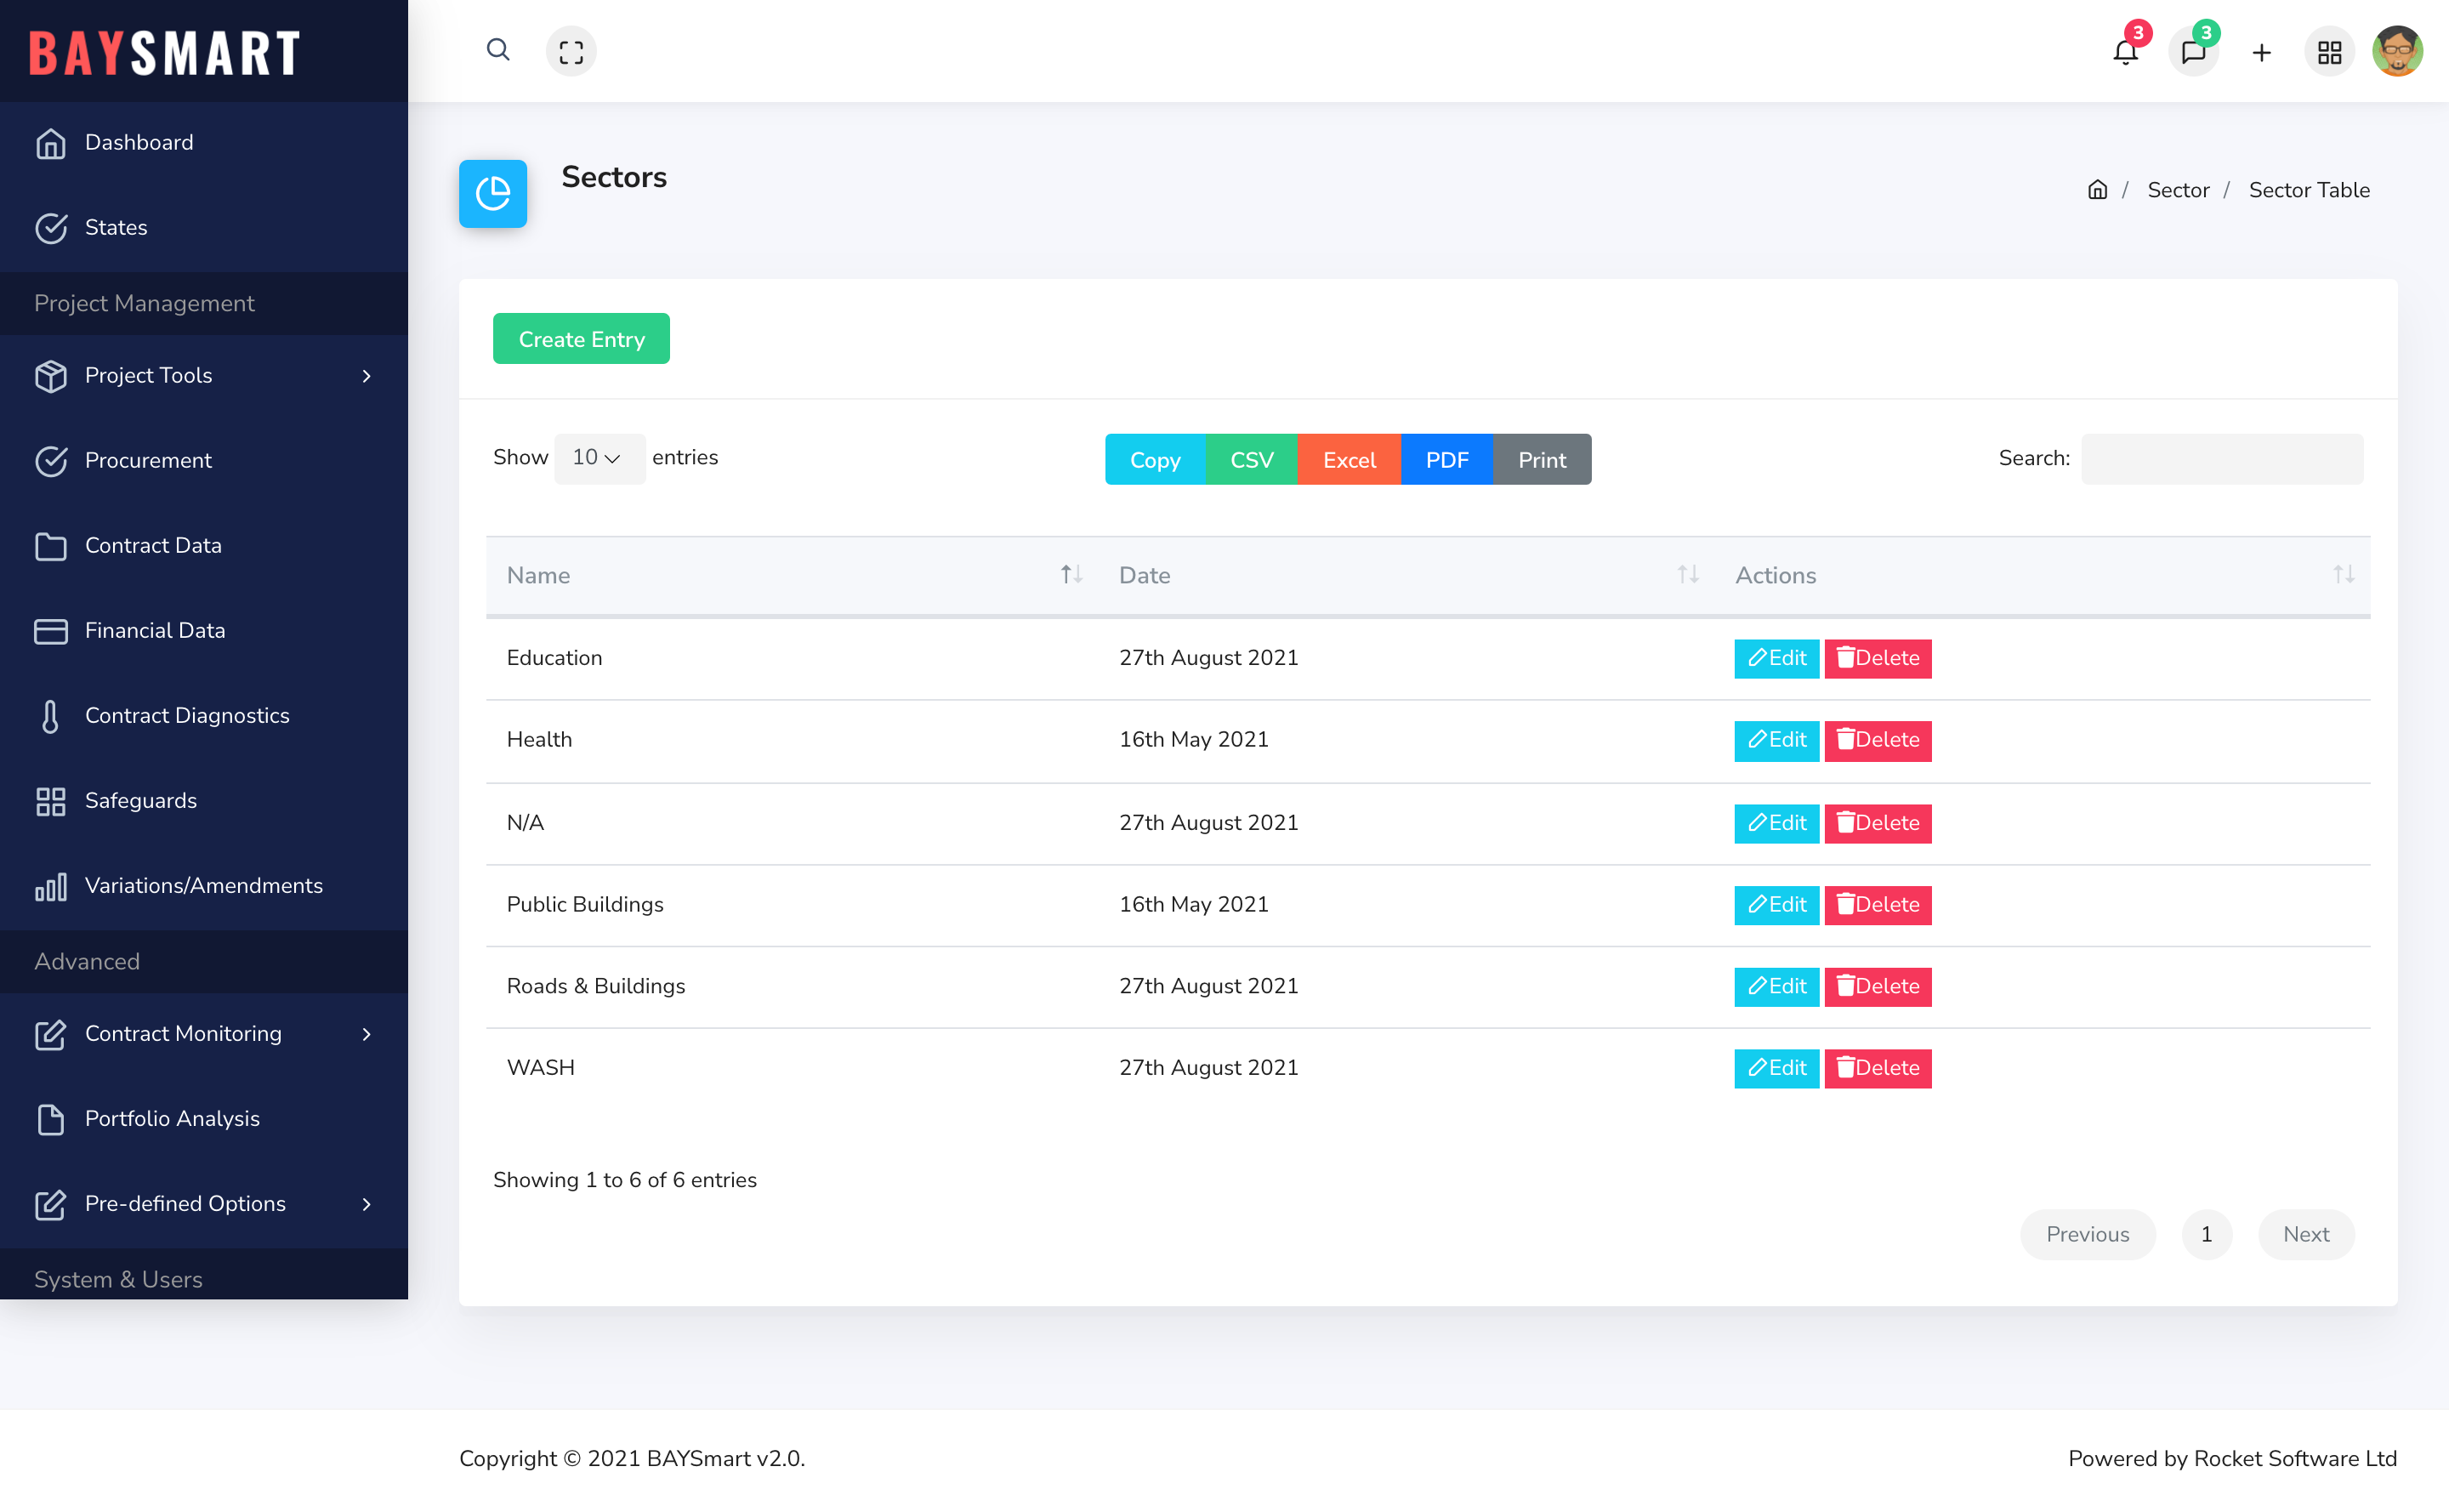 BAYSMART
3
3
Dashboard
States
Project Management
Project Tools
Procurement
Contract Data
Financial Data
Contract Diagnostics
Safeguards
Variations/Amendments
Advanced
Contract Monitoring
Portfolio Analysis
Pre-defined Options
System & Users
Sectors
/ Sector / Sector Table
Create Entry
Show 10 entries
Copy CSV Excel PDF Print
Search:
Name Date Actions
Education 27th August 2021 Edit Delete
Health 16th May 2021 Edit Delete
N/A 27th August 2021 Edit Delete
Public Buildings 16th May 2021 Edit Delete
Roads & Buildings 27th August 2021 Edit Delete
WASH 27th August 2021 Edit Delete
Showing 1 to 6 of 6 entries
Previous 1 Next
Copyright © 2021 BAYSmart v2.0. Powered by Rocket Software Ltd